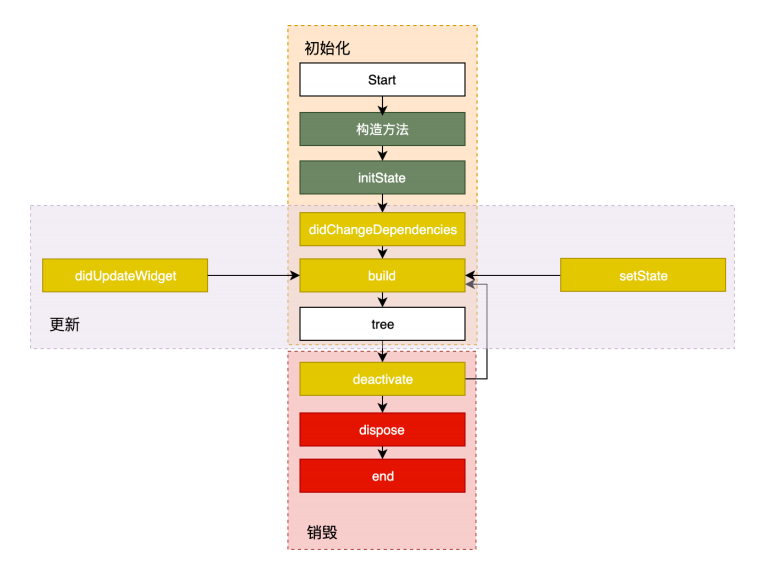 初始化
Start
构造方法
initState
didChangeDependencies
didUpdateWidget
build
setState
更新
tree
deactivate
dispose
end
销毁